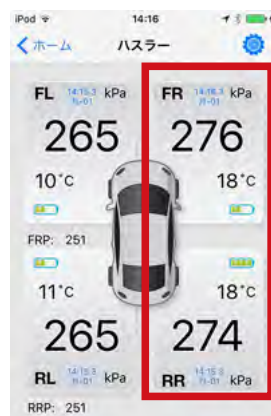 iPod 14:16
ホーム ハスラー
FL kPa FR kPa
265 276
10°C 18°C
FRP: 251
11°C 18°C
265 274
RL kPa RR kPa
RRP: 251